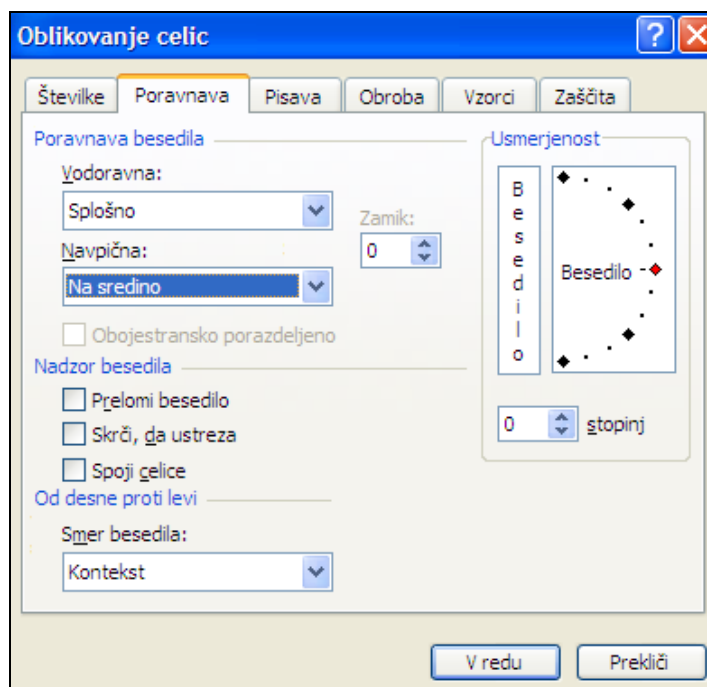 Oblikovanje celic
Številke Poravnava Pisava Obroba Vzorci Zaščita
Poravnava besedila
Vodoravna:
Splošno
Zamik:
0
Navpična:
Na sredino
Obojestransko porazdeljeno
Nadzor besedila
Prelomi besedilo
Skrči, da ustreza
Spoji celice
Od desne proti levi
Smer besedila:
Kontekst
Usmerjenost
Besedilo
Besedilo
0 stopinj
V redu Prekliči